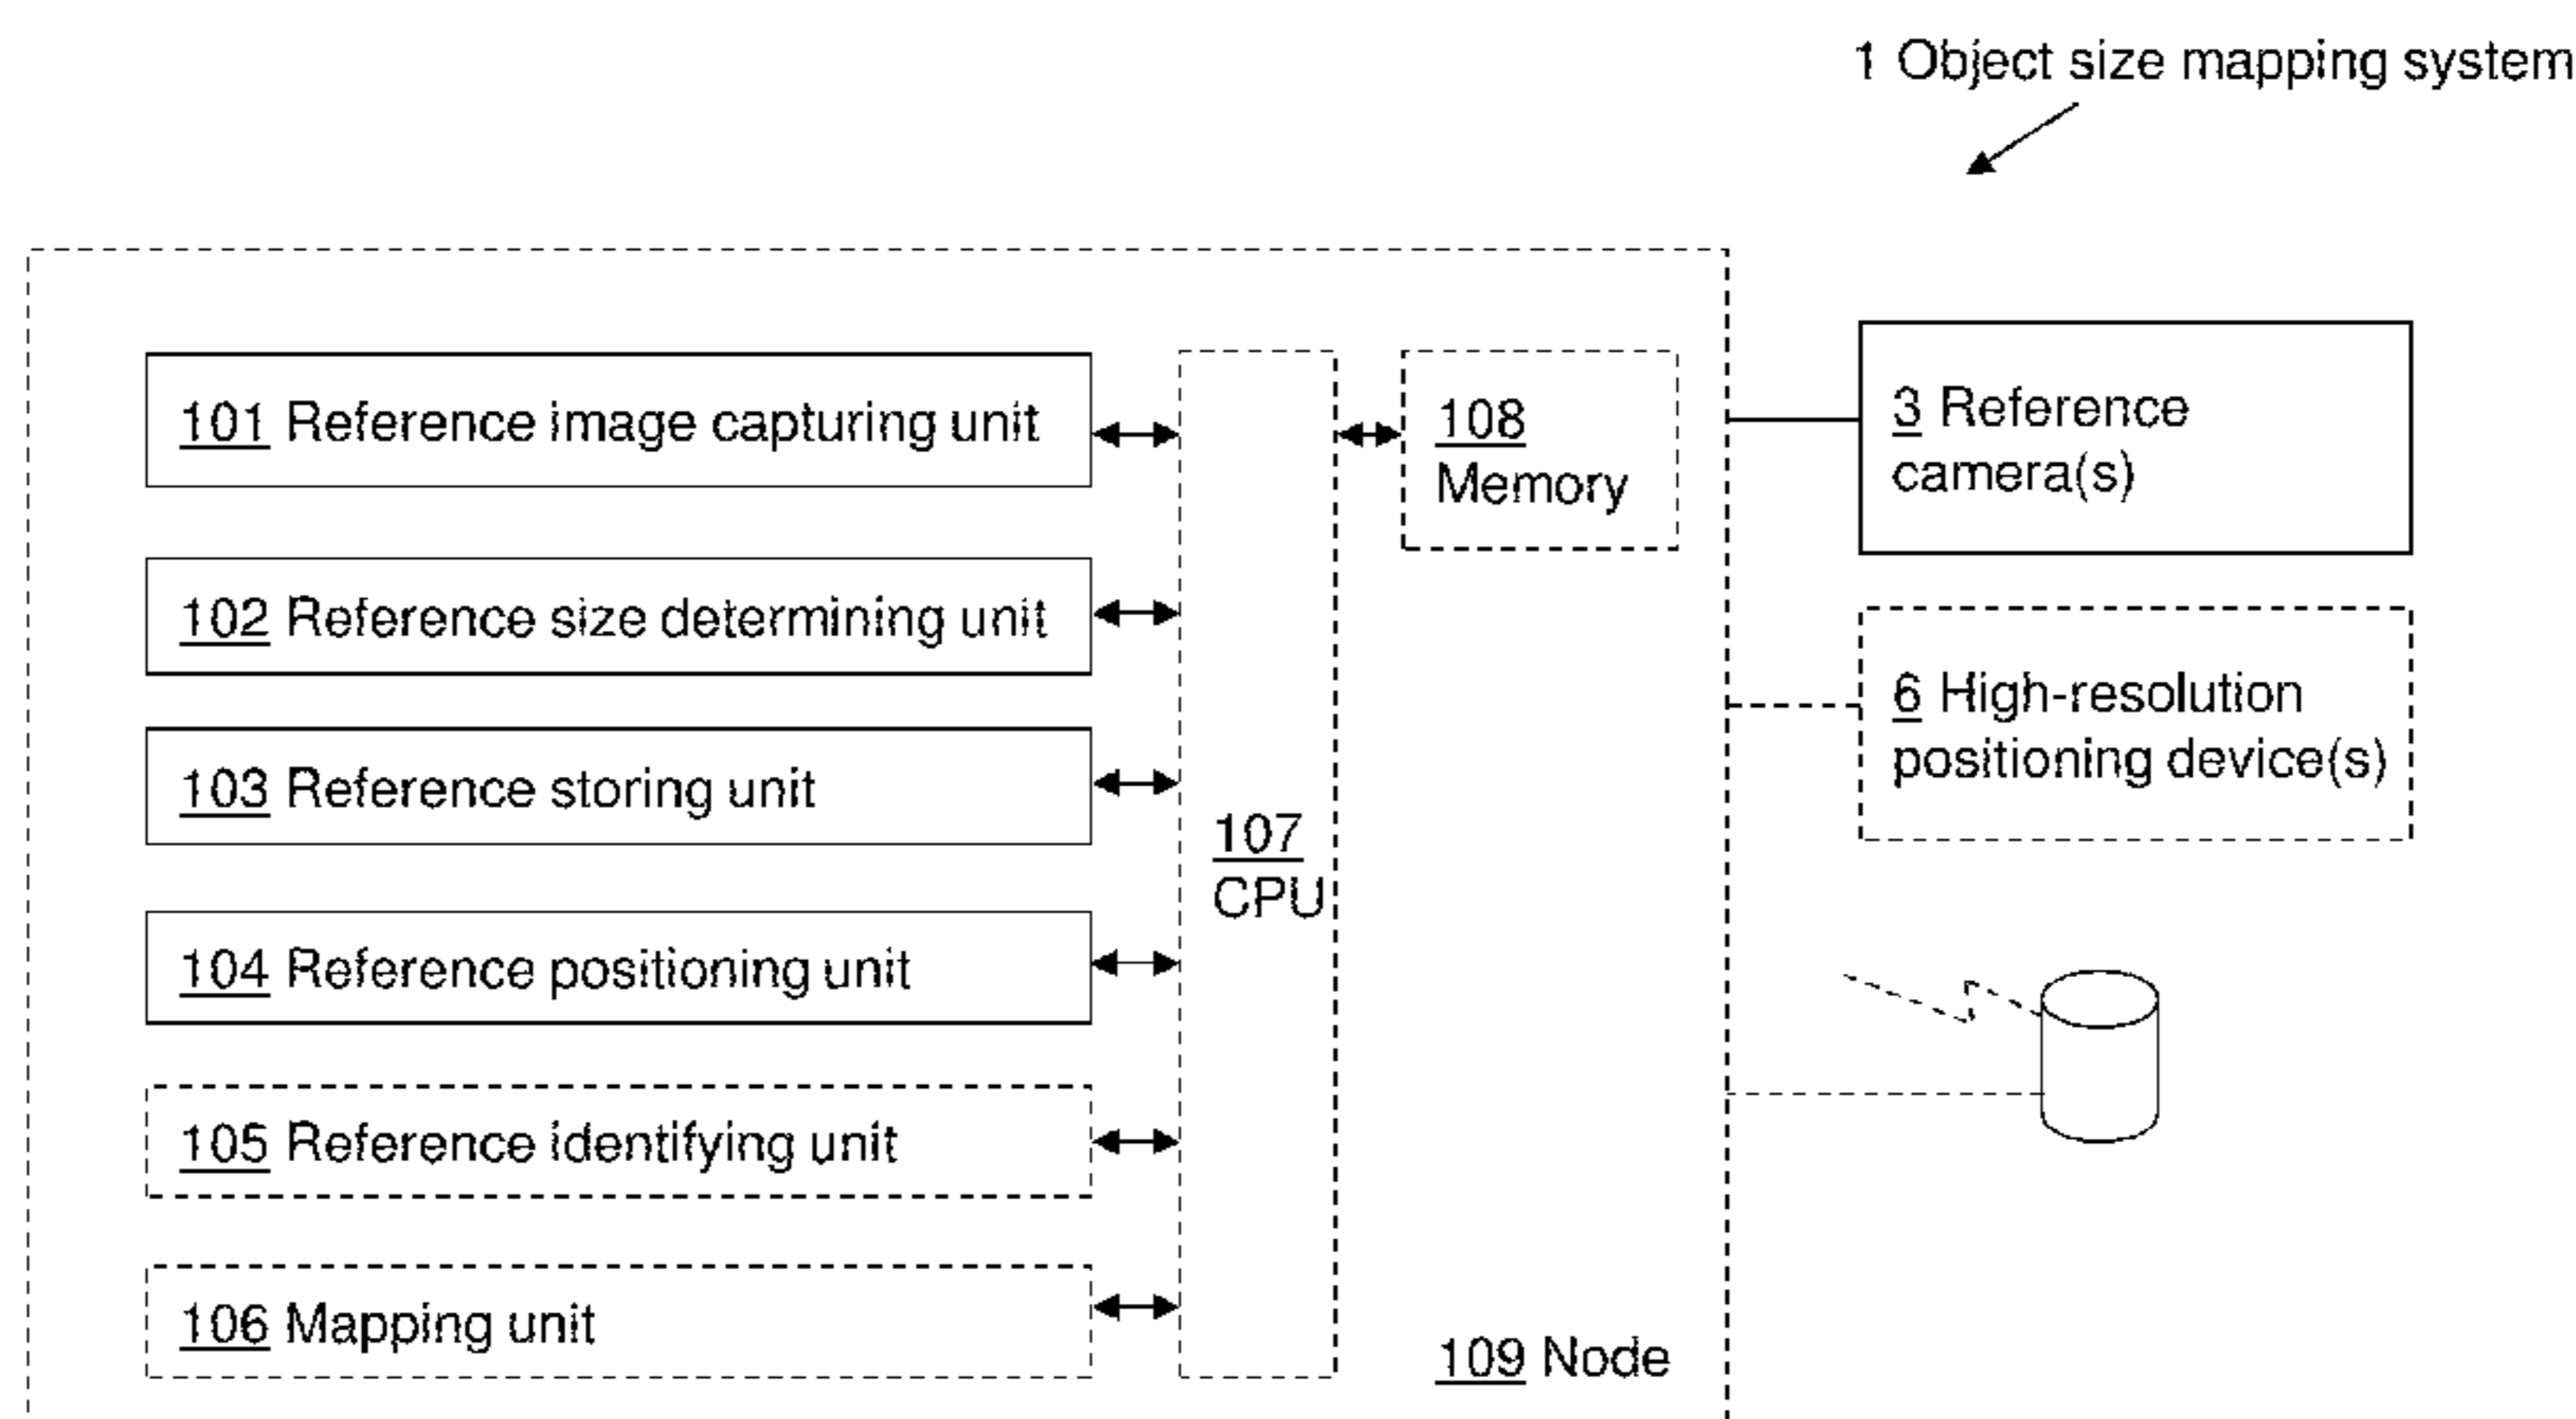 1 Object size mapping system
101 Reference image capturing unit
102 Reference size determining unit
103 Reference storing unit
104 Reference positioning unit
105 Reference identifying unit
106 Mapping unit
107
CPU
108
Memory
109 Node
3 Reference
camera(s)
6 High-resolution
positioning device(s)